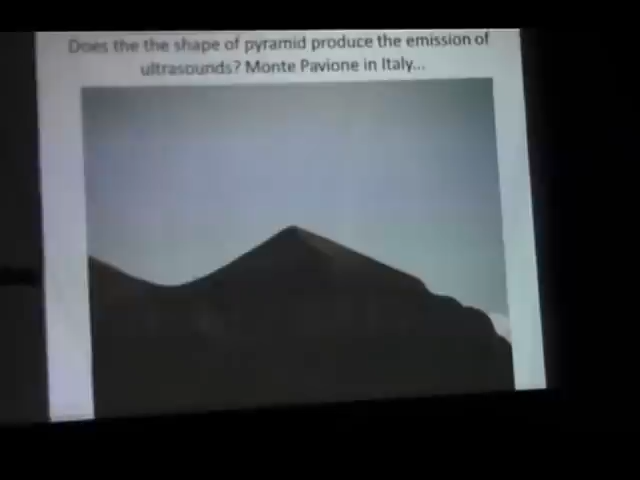 Does the the shape of pyramid produce the emission of
ultrasounds? Monte Pavione in Italy...